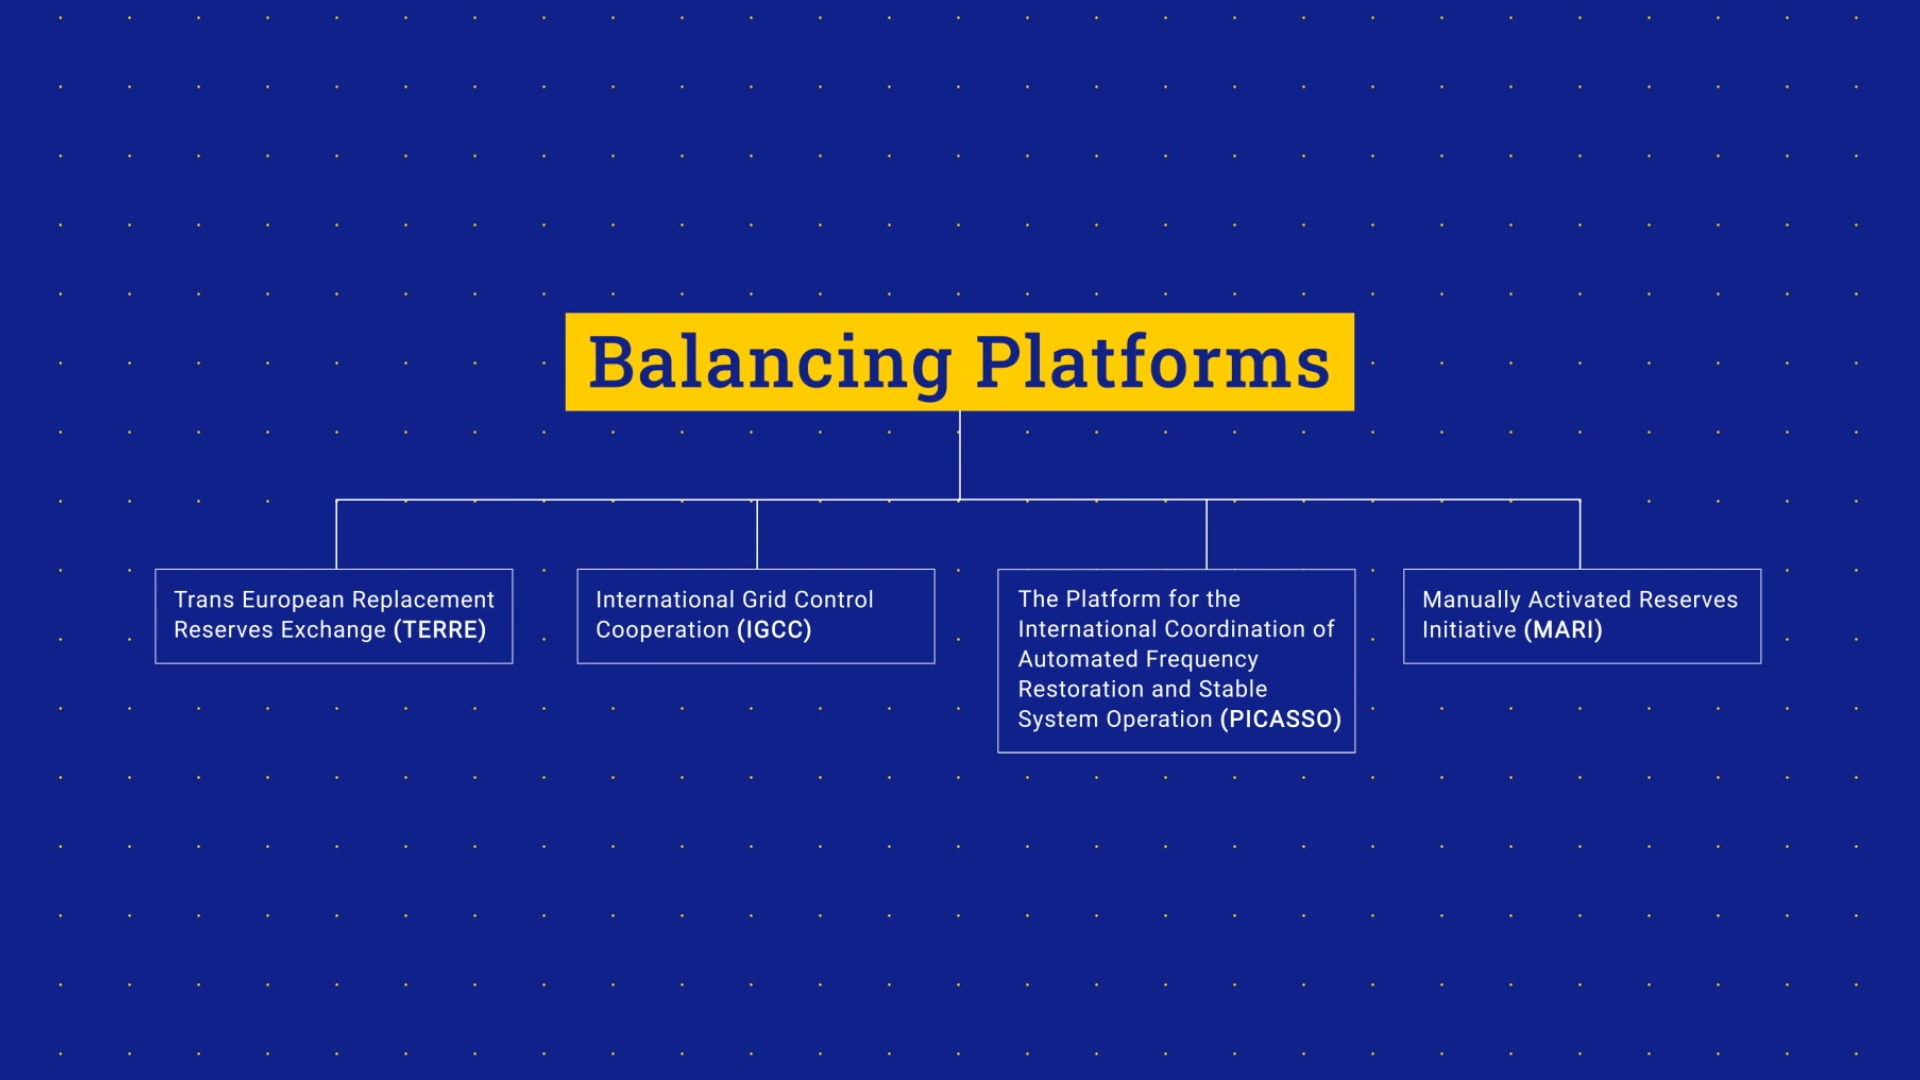 Balancing Platforms
Trans European Replacement
Reserves Exchange (TERRE)
International Grid Control
Cooperation (IGCC)
The Platform for the
International Coordination of
Automated Frequency
Restoration and Stable
System Operation (PICASSO)
Manually Activated Reserves
Initiative (MARI)